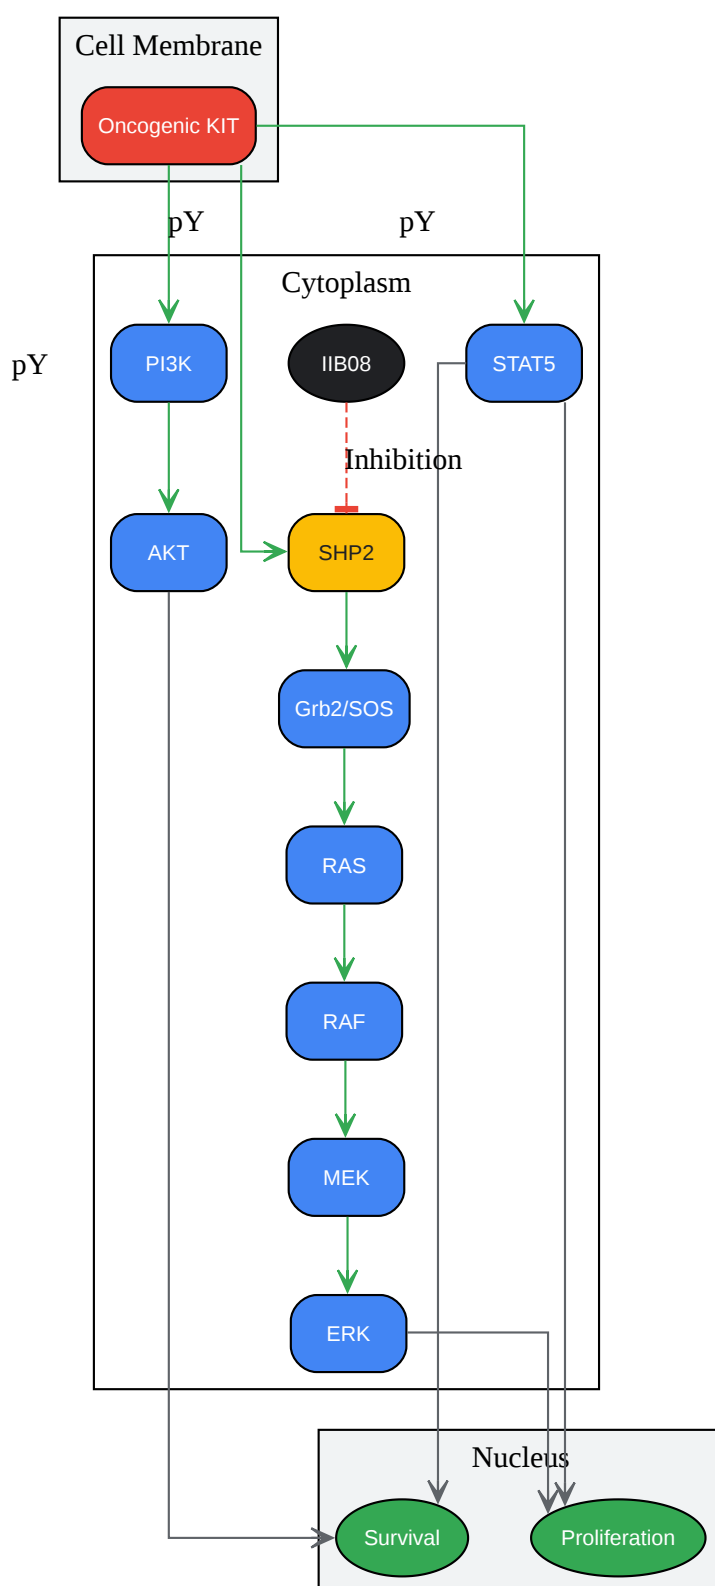 Cell Membrane
Oncogenic KIT
pY
pY
Cytoplasm
pY
PI3K
IIB08
STAT5
Inhibition
AKT
SHP2
Grb2/SOS
RAS
RAF
MEK
ERK
Nucleus
Survival
Proliferation